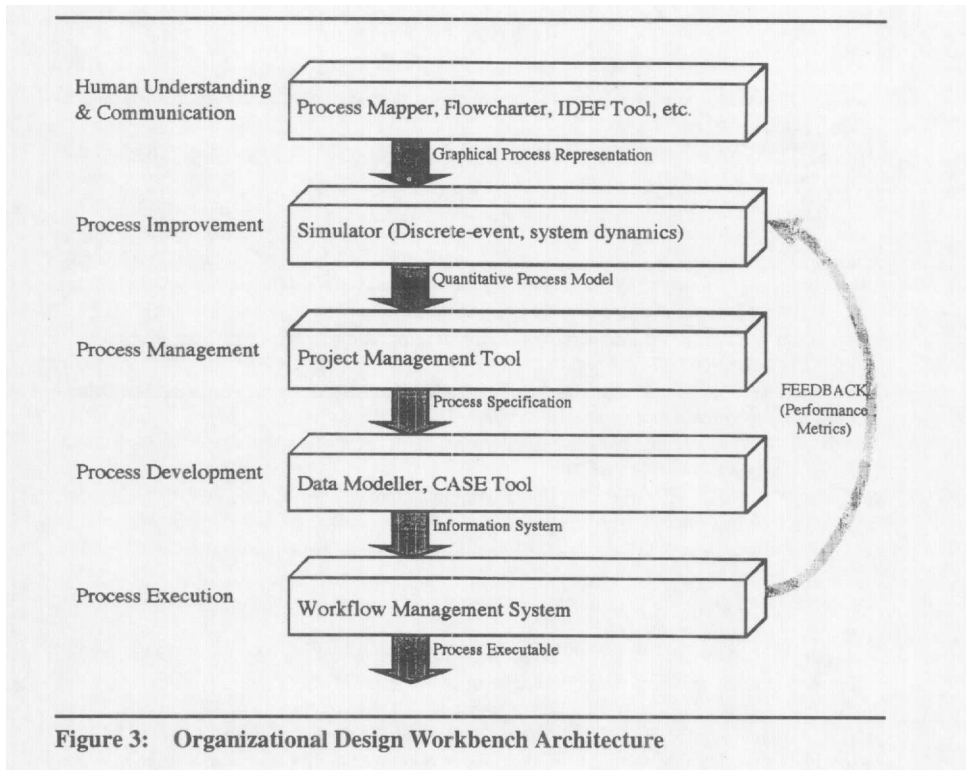 Human Understanding
& Communication
Process Mapper, Flowcharter, IDEF Tool, etc.
Graphical Process Representation
Process Improvement
Simulator (Discrete-event, system dynamics)
Quantitative Process Model
Process Management
Project Management Tool
Process Specification
FEEDBACK
(Performance
Metrics)
Process Development
Data Modeller, CASE Tool
Information System
Process Execution
Workflow Management System
Process Executable
Figure 3: Organizational Design Workbench Architecture